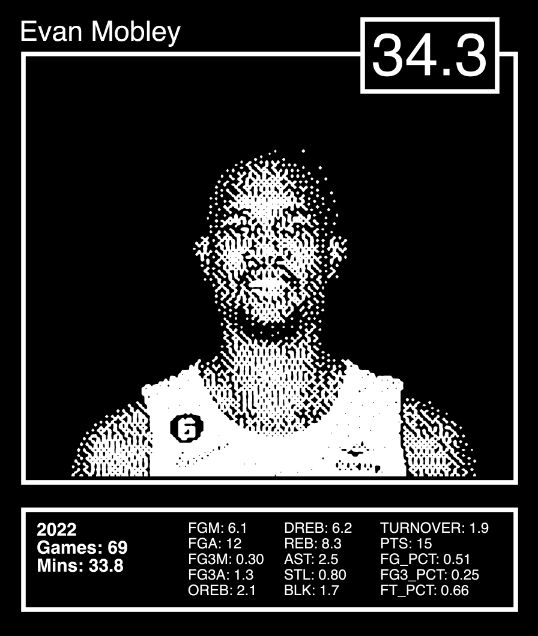 Evan Mobley
34.3
6
2022
Games: 69
Mins: 33.8
FGM: 6.1
FGA: 12
FG3M: 0.30
FG3A: 1.3
OREB: 2.1
DREB: 6.2
REB: 8.3
AST: 2.5
STL: 0.80
BLK: 1.7
TURNOVER: 1.9
PTS: 15
FG_PCT: 0.51
FG3_PCT: 0.25
FT_PCT: 0.66